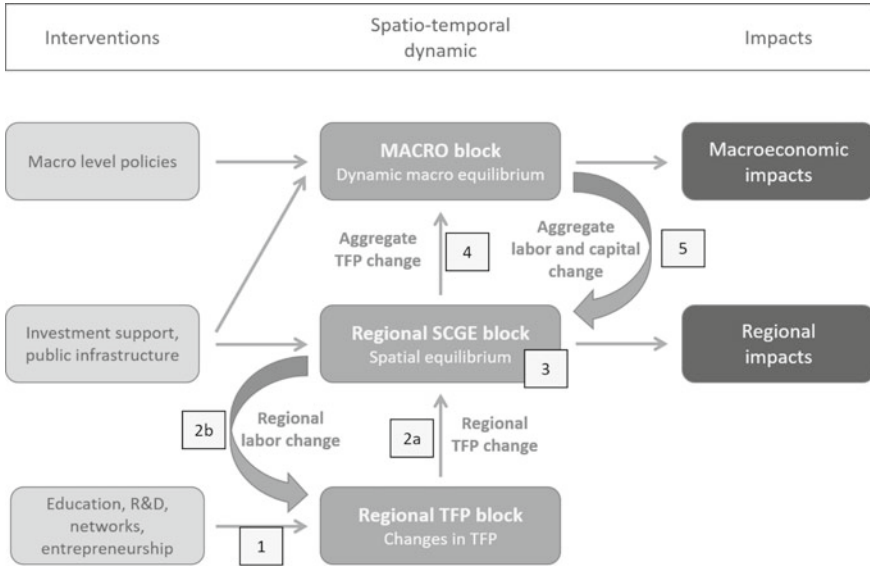 Interventions
Spatio-temporal
dynamic
Impacts
Macro level policies
MACRO block
Dynamic macro equilibrium
Macroeconomic
impacts
Aggregate
TFP change
4
Aggregate
labor and capital
change
5
Investment support,
public infrastructure
Regional SCGE block
Spatial equilibrium
3
Regional
impacts
2b
Regional
labor change
2a
Regional
TFP change
Education, R&D,
networks,
entrepreneurship
1
Regional TFP block
Changes in TFP